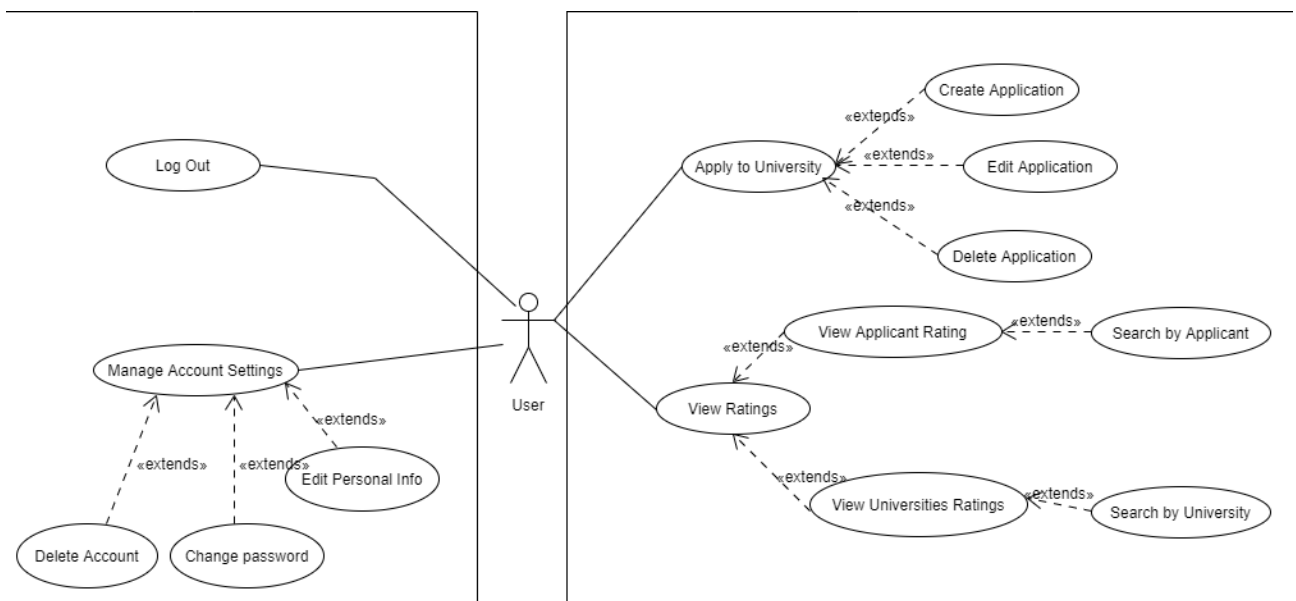 Log Out
Manage Account Settings
«extends»
«extends»
«extends»
Edit Personal Info
Delete Account
Change password
User
Create Application
«extends»
Apply to University
«extends»
Edit Application
«extends»
Delete Application
View Applicant Rating
«extends»
Search by Applicant
«extends»
View Ratings
«extends»
View Universities Ratings
«extends»
Search by University